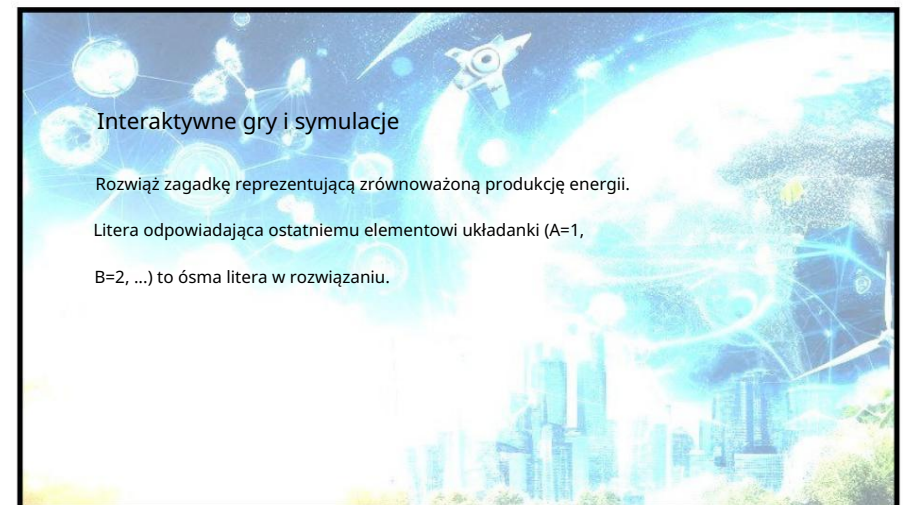 Interaktywne gry i symulacje
Rozwiąż zagadkę reprezentującą zrównoważoną produkcję energii.
Litera odpowiadająca ostatniemu elementowi układanki (A=1,
B=2, ...) to ósma litera w rozwiązaniu.